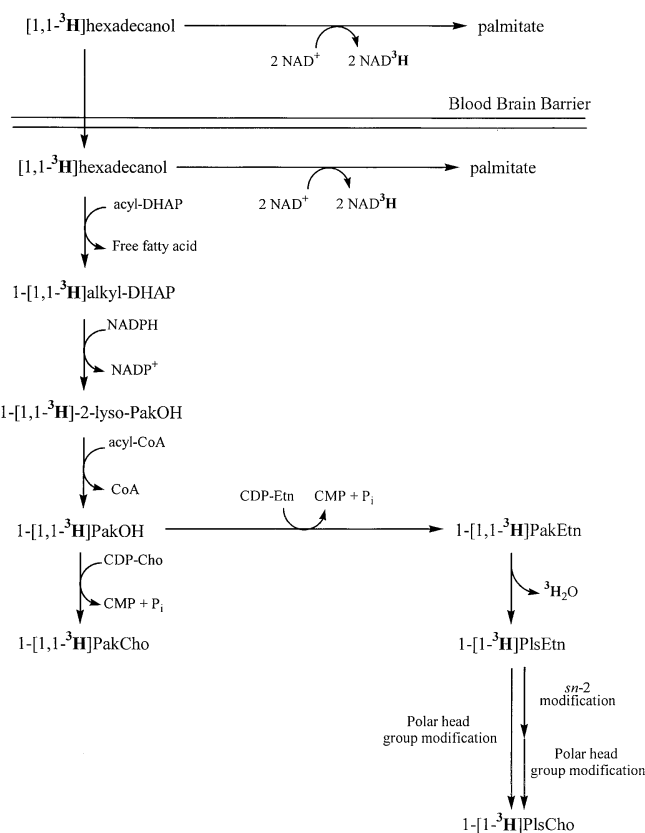 [1,1-³H]hexadecanol
palmitate
2 NAD⁺
2 NAD³H
Blood Brain Barrier
[1,1-³H]hexadecanol
palmitate
acyl-DHAP
2 NAD⁺
2 NAD³H
Free fatty acid
1-[1,1-³H]alkyl-DHAP
NADPH
NADP⁺
1-[1,1-³H]-2-lyso-PakOH
acyl-CoA
CoA
CDP-Etn
CMP + Pᵢ
1-[1,1-³H]PakOH
1-[1,1-³H]PakEtn
CDP-Cho
CMP + Pᵢ
³H₂O
1-[1,1-³H]PakCho
1-[1-³H]PlsEtn
sn-2
modification
Polar head
group modification
Polar head
group modification
1-[1-³H]PlsCho